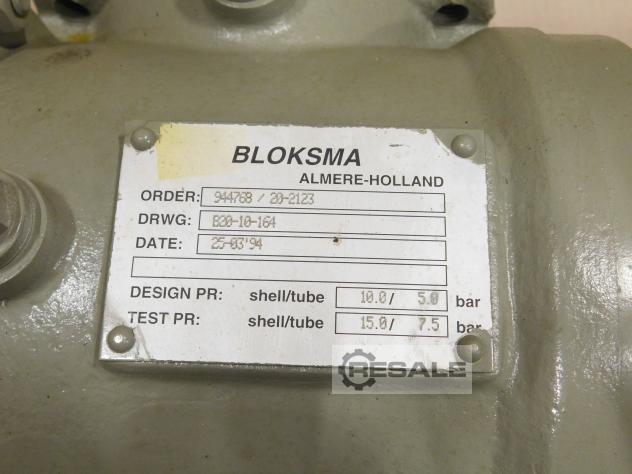 BLOKSMA
ALMERE-HOLLAND
ORDER: 944768 / 20-2123
DRWG: B20-10-164
DATE: 25-03'94
DESIGN PR: shell/tube 10.0/ 5.0 bar
TEST PR: shell/tube 15.0/ 7.5 bar
RESALE